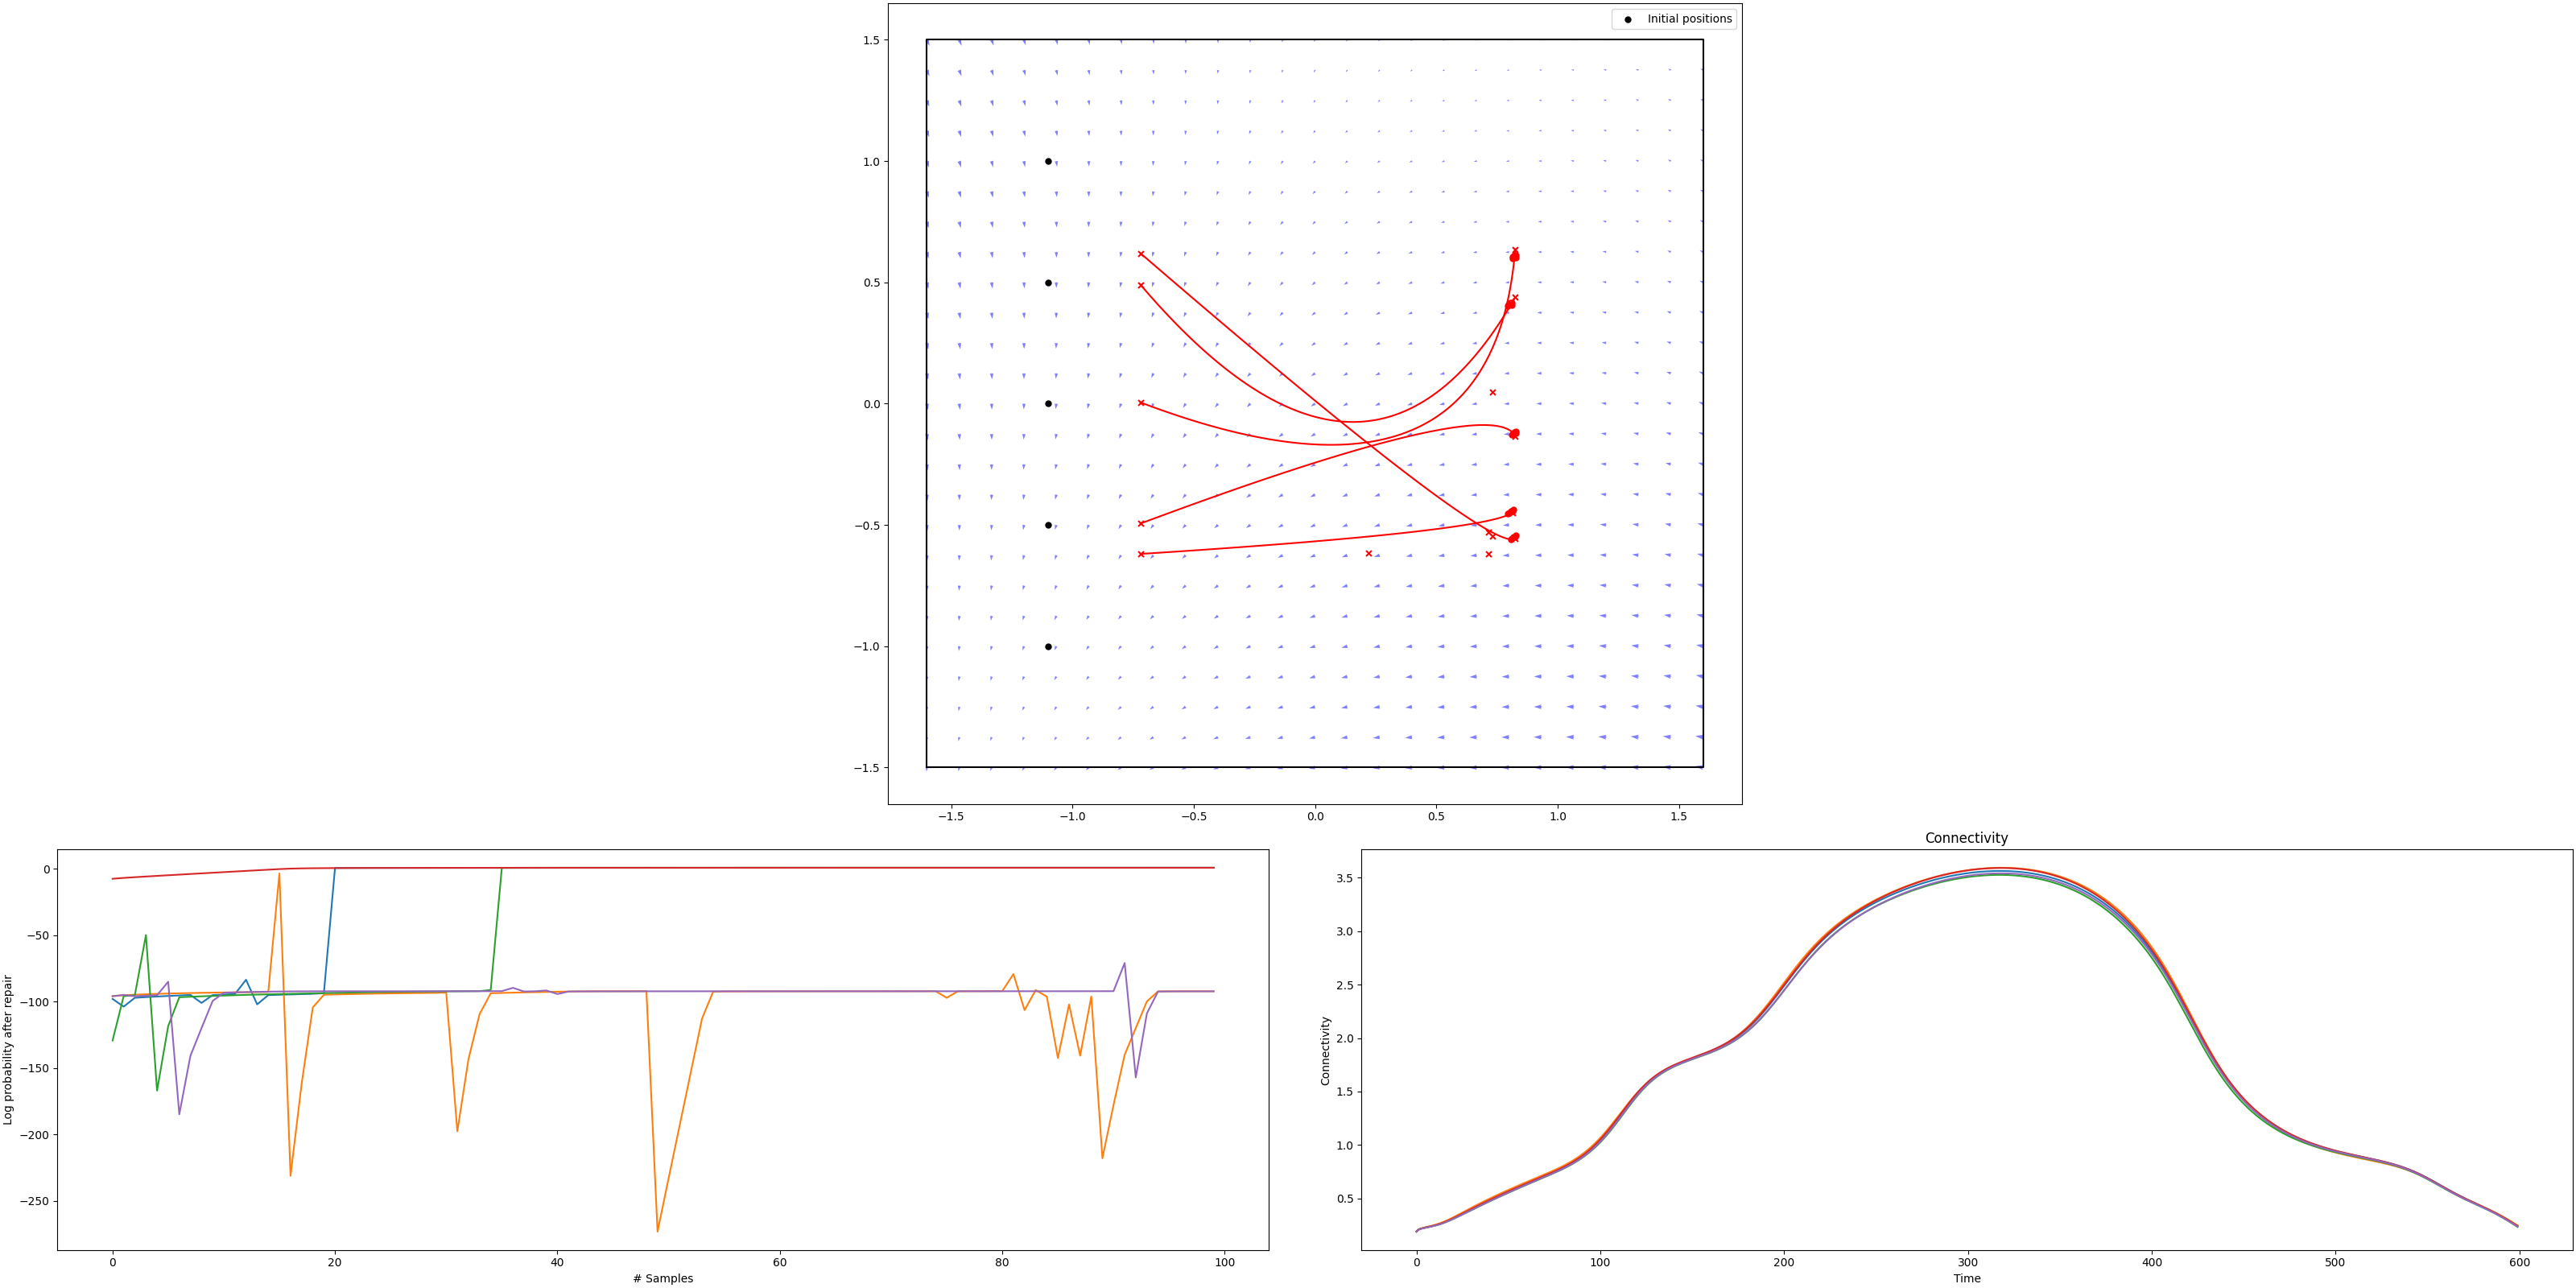 Initial positions
1.5
1.0
0.5
0.0
−0.5
−1.0
−1.5
−1.5 −1.0 −0.5 0.0 0.5 1.0 1.5
Log probability after repair
0
−50
−100
−150
−200
−250
0 20 40 60 80 100
# Samples
Connectivity
Connectivity
3.5
3.0
2.5
2.0
1.5
1.0
0.5
0 100 200 300 400 500 600
Time